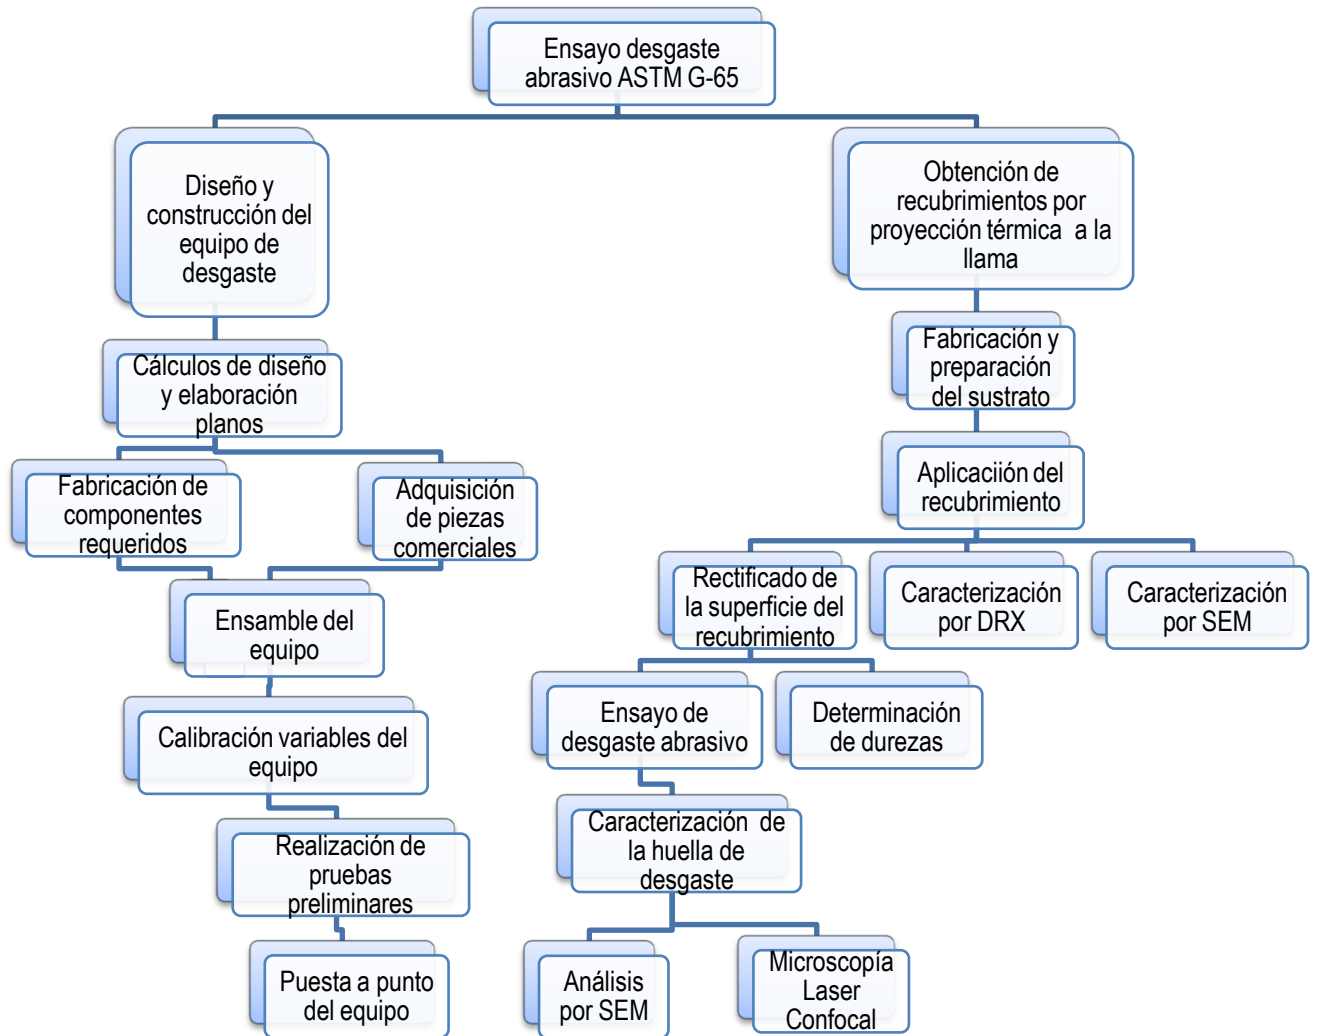 Ensayo desgaste
abrasivo ASTM G-65
Diseño y
construcción del
equipo de
desgaste
Obtención de
recubrimientos por
proyección térmica a la
llama
Cálculos de diseño
y elaboración
planos
Fabricación y
preparación
del sustrato
Fabricación de
componentes
requeridos
Adquisición
de piezas
comerciales
Aplicaciión del
recubrimiento
Ensamble del
equipo
Rectificado de
la superficie del
recubrimiento
Caracterización
por DRX
Caracterización
por SEM
Calibración variables del
equipo
Ensayo de
desgaste abrasivo
Determinación
de durezas
Realización de
pruebas
preliminares
Caracterización de
la huella de
desgaste
Puesta a punto
del equipo
Análisis
por SEM
Microscopía
Laser
Confocal